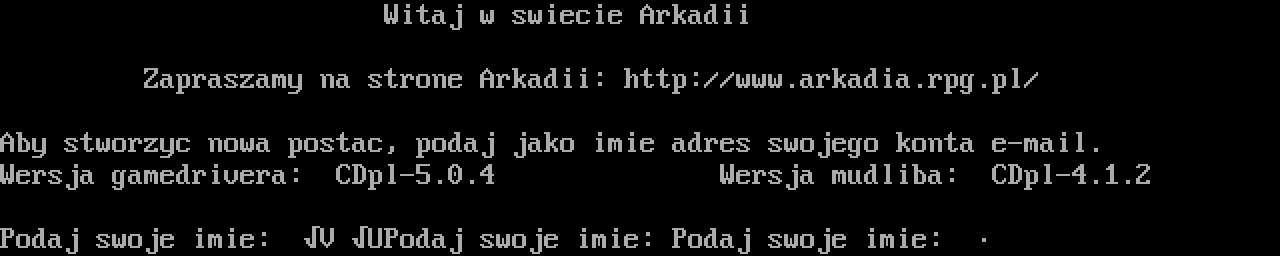 Witaj w swiecie Arkadii
Zapraszamy na strone Arkadii: http://www.arkadia.rpg.pl/
Aby stworzyc nowa postac, podaj jako imie adres swojego konta e-mail.
Wersja gamedrivera: CDpl-5.0.4 Wersja mudliba: CDpl-4.1.2
Podaj swoje imie: √V √UPodaj swoje imie: Podaj swoje imie: ·